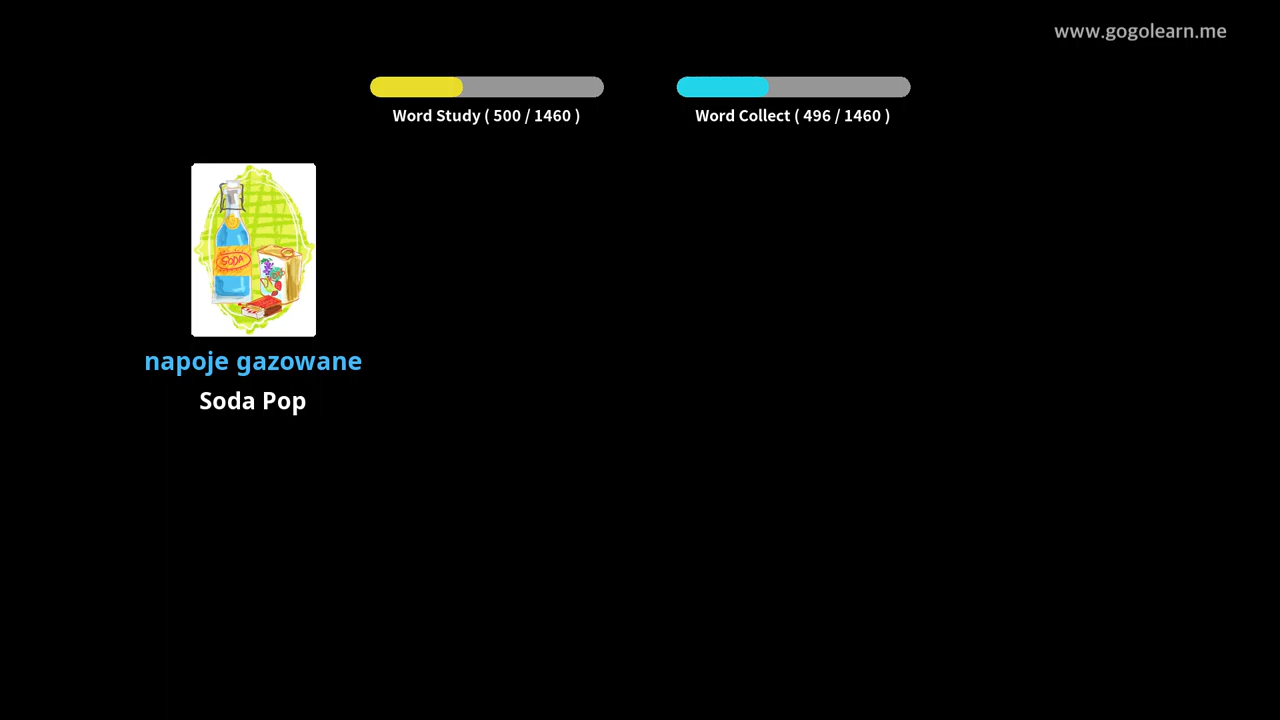 www.gogolearn.me
Word Study ( 500 / 1460 )
Word Collect ( 496 / 1460 )
SODA
napoje gazowane
Soda Pop